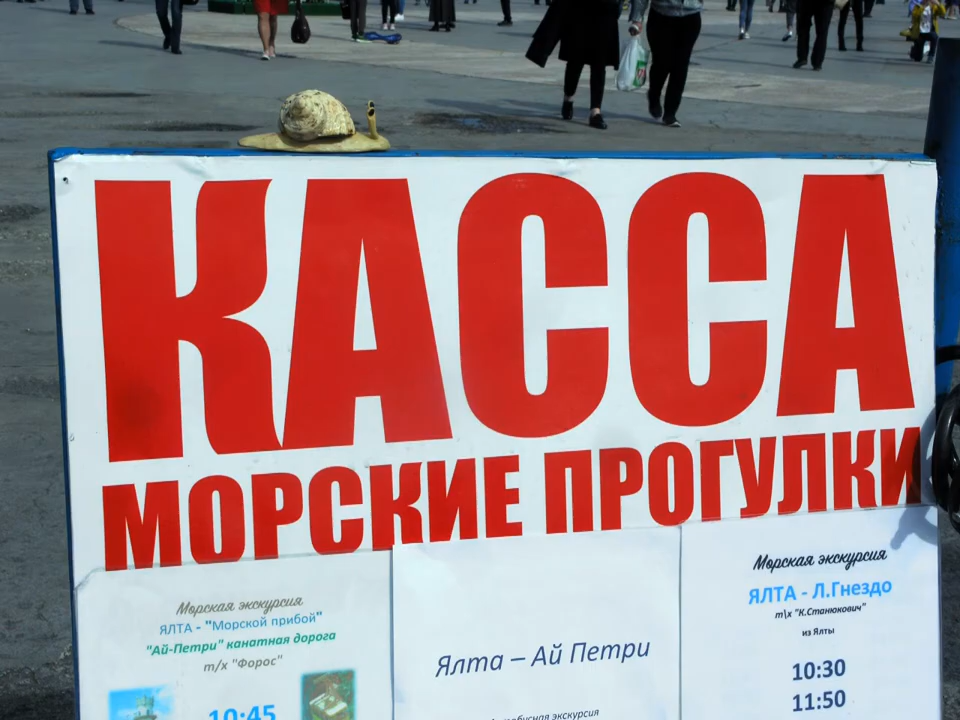 КАССА
МОРСКИЕ ПРОГУЛКИ
Морская экскурсия
ЯЛТА - "Морской прибой"
"Ай-Петри" канатная дорога
т/х "Форос"
10:45
Ялта – Ай Петри
экскурсия
Морская экскурсия
ЯЛТА - Л.Гнездо
т\х "К.Станюкович"
из Ялты
10:30
11:50